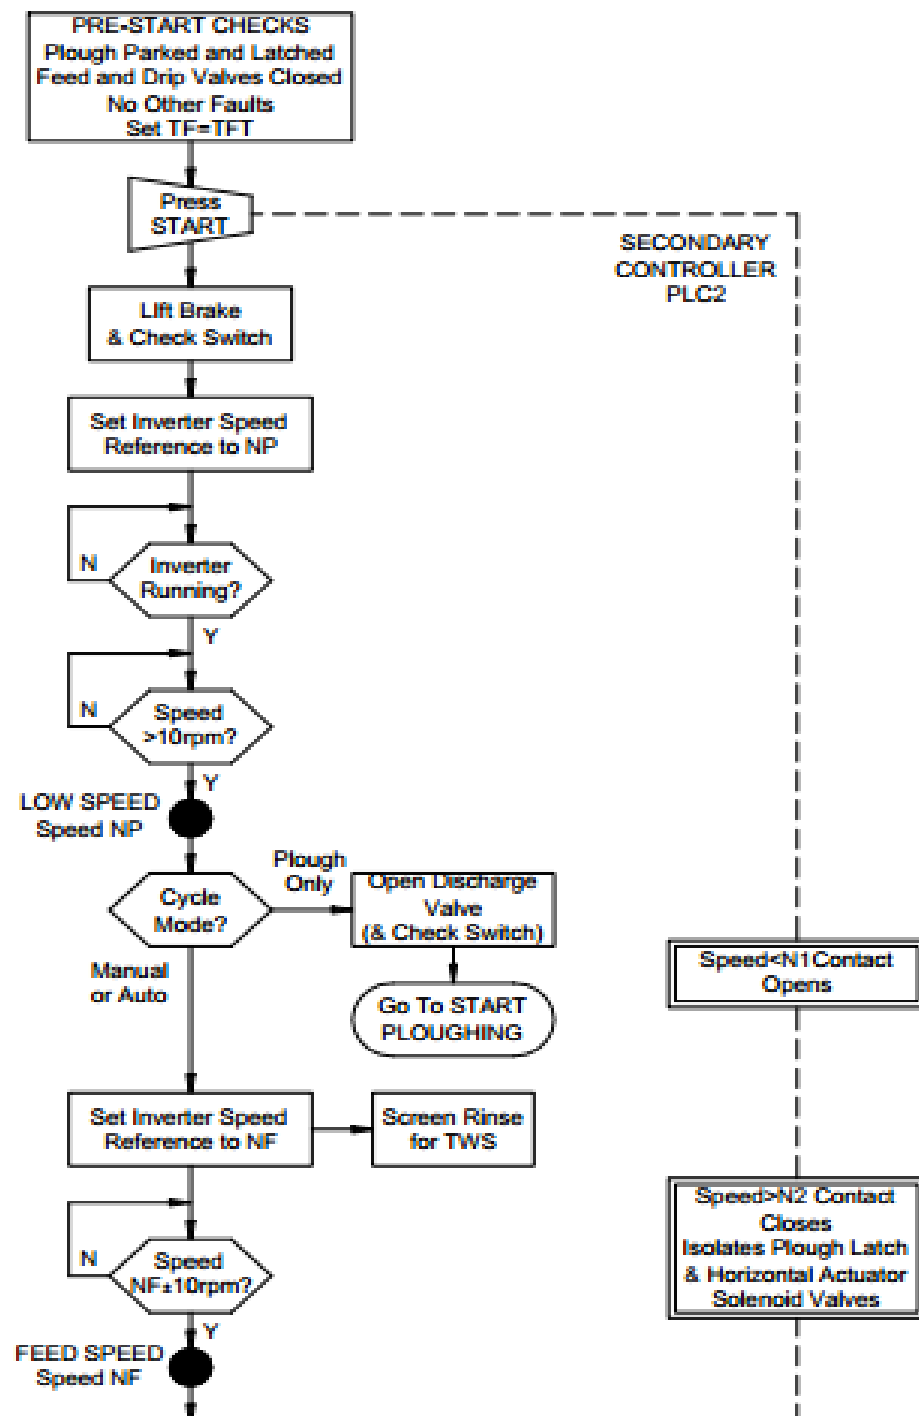 PRE-START CHECKS
Plough Parked and Latched
Feed and Drip Valves Closed
No Other Faults
Set TF=TFT
Press
START
SECONDARY
CONTROLLER
PLC2
Lift Brake
& Check Switch
Set Inverter Speed
Reference to NP
N
Inverter
Running?
Y
N
Speed
>10rpm?
Y
LOW SPEED
Speed NP
Cycle
Mode?
Plough
Only
Open Discharge
Valve
(& Check Switch)
Manual
or Auto
Go To START
PLOUGHING
Speed<N1Contact
Opens
Set Inverter Speed
Reference to NF
Screen Rinse
for TWS
N
Speed
NF±10rpm?
Y
Speed>N2 Contact
Closes
Isolates Plough Latch
& Horizontal Actuator
Solenoid Valves
FEED SPEED
Speed NF